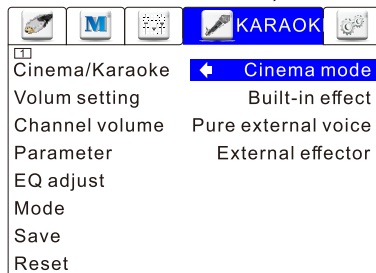 M KARAOK
1
Cinema/Karaoke Cinema mode
Volum setting Built-in effect
Channel volume Pure external voice
Parameter External effector
EQ adjust
Mode
Save
Reset